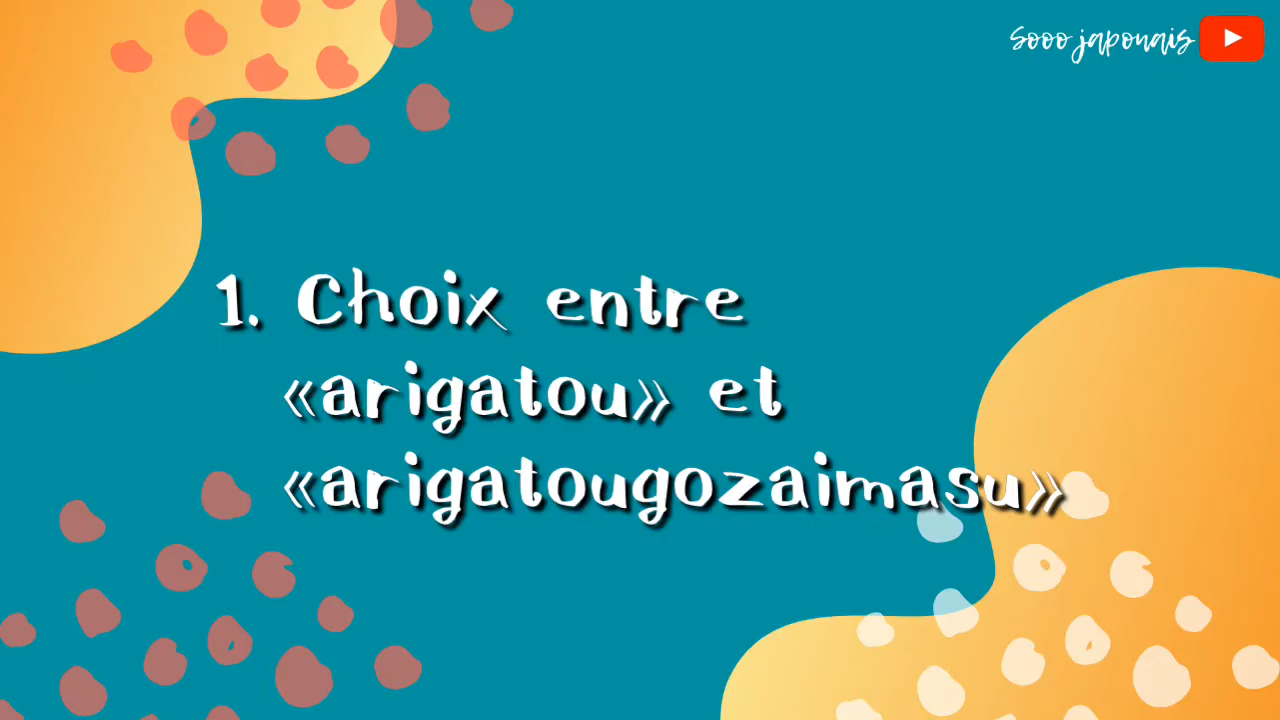 Sooo japonais
1. Choix entre
«arigatou» et
«arigatougozaimasu»